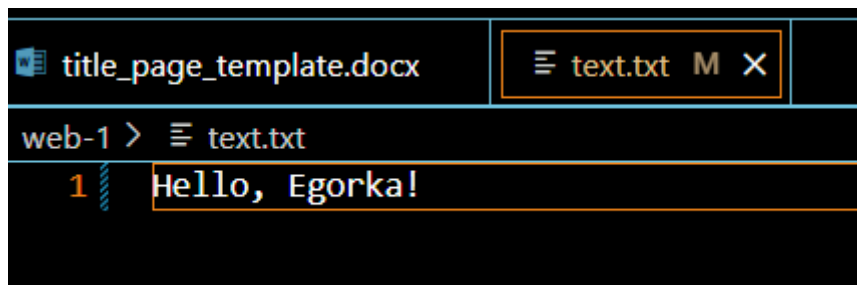 title_page_template.docx
text.txt M
web-1 > text.txt
1 Hello, Egorka!